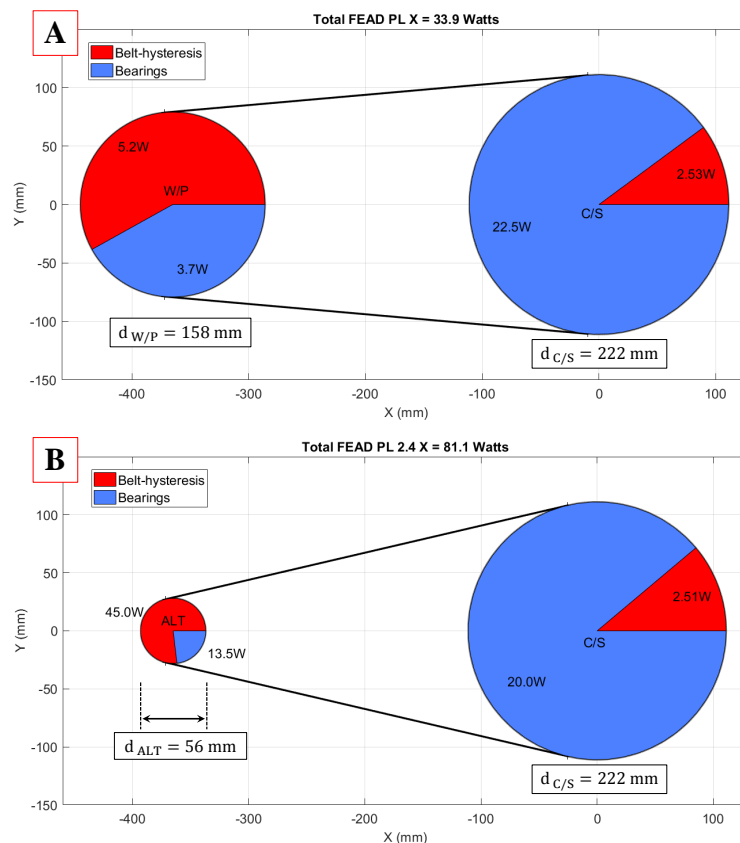 A
Total FEAD PL X = 33.9 Watts
Belt-hysteresis
Bearings
100
50
0
-50
-100
-150
Y (mm)
5.2W
W/P
3.7W
2.53W
C/S
22.5W
d W/P = 158 mm
d C/S = 222 mm
-400 -300 -200 -100 0 100
X (mm)
B
Total FEAD PL 2.4 X = 81.1 Watts
Belt-hysteresis
Bearings
100
50
0
-50
-100
-150
Y (mm)
45.0W
ALT
13.5W
2.51W
C/S
20.0W
d ALT = 56 mm
d C/S = 222 mm
-400 -300 -200 -100 0 100
X (mm)